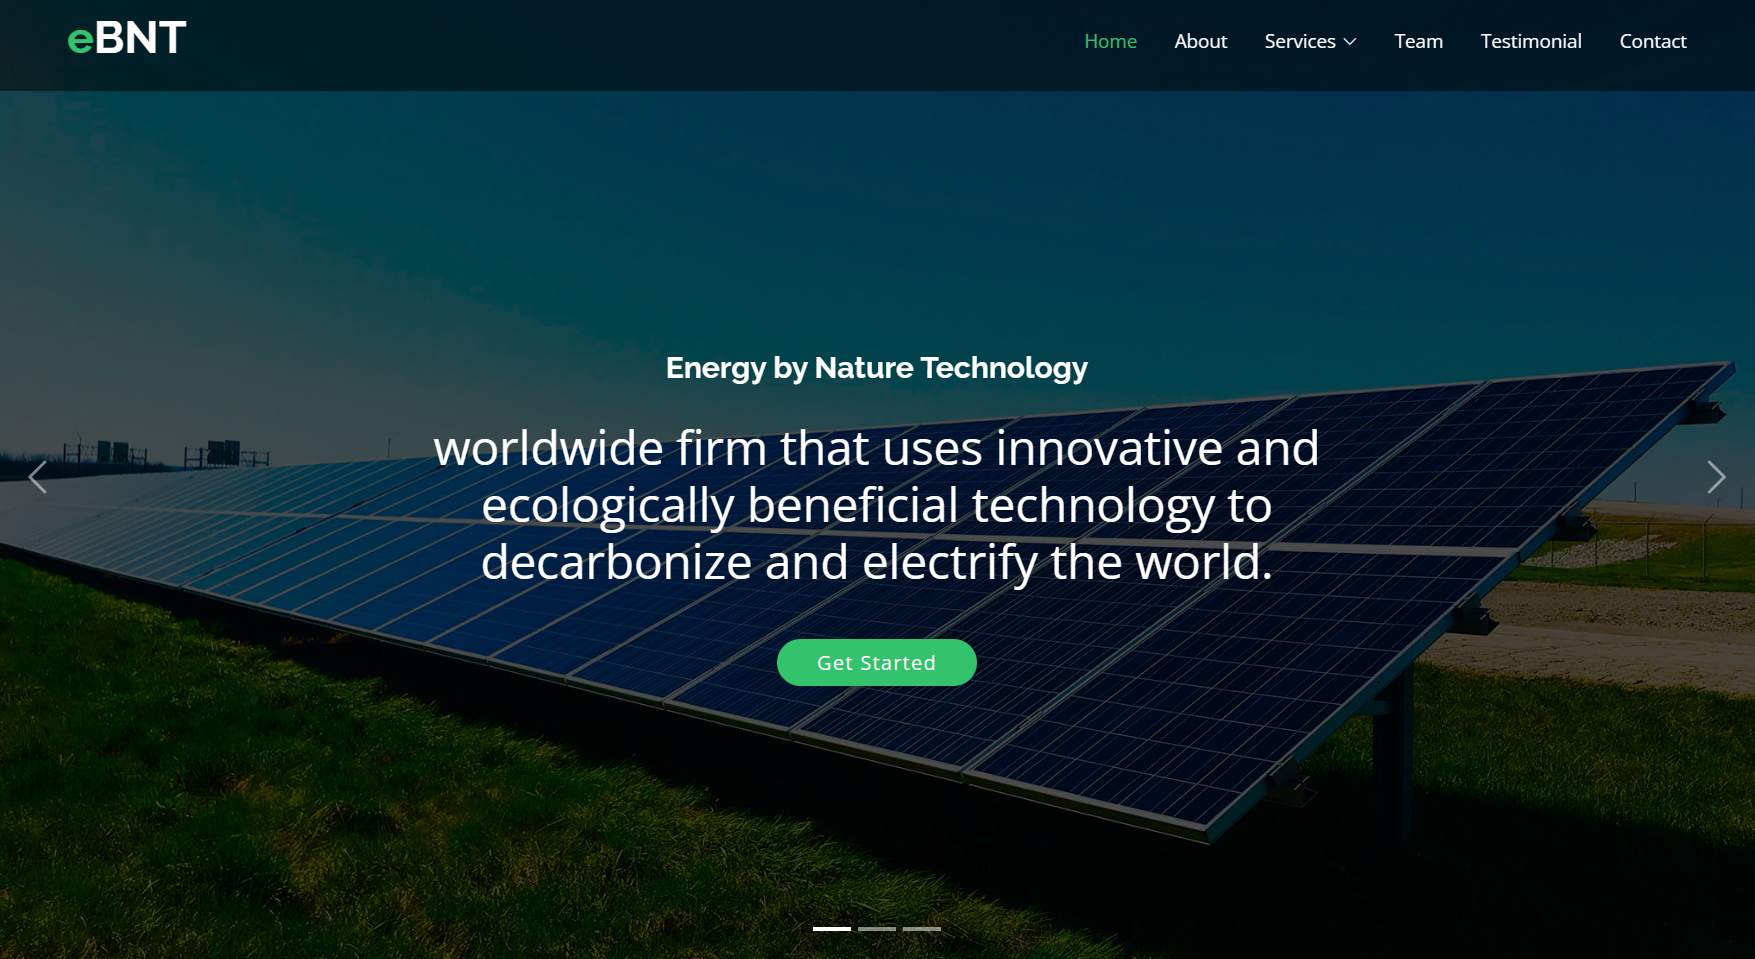 eBNT
Home About Services Team Testimonial Contact
Energy by Nature Technology
worldwide firm that uses innovative and
ecologically beneficial technology to
decarbonize and electrify the world.
Get Started